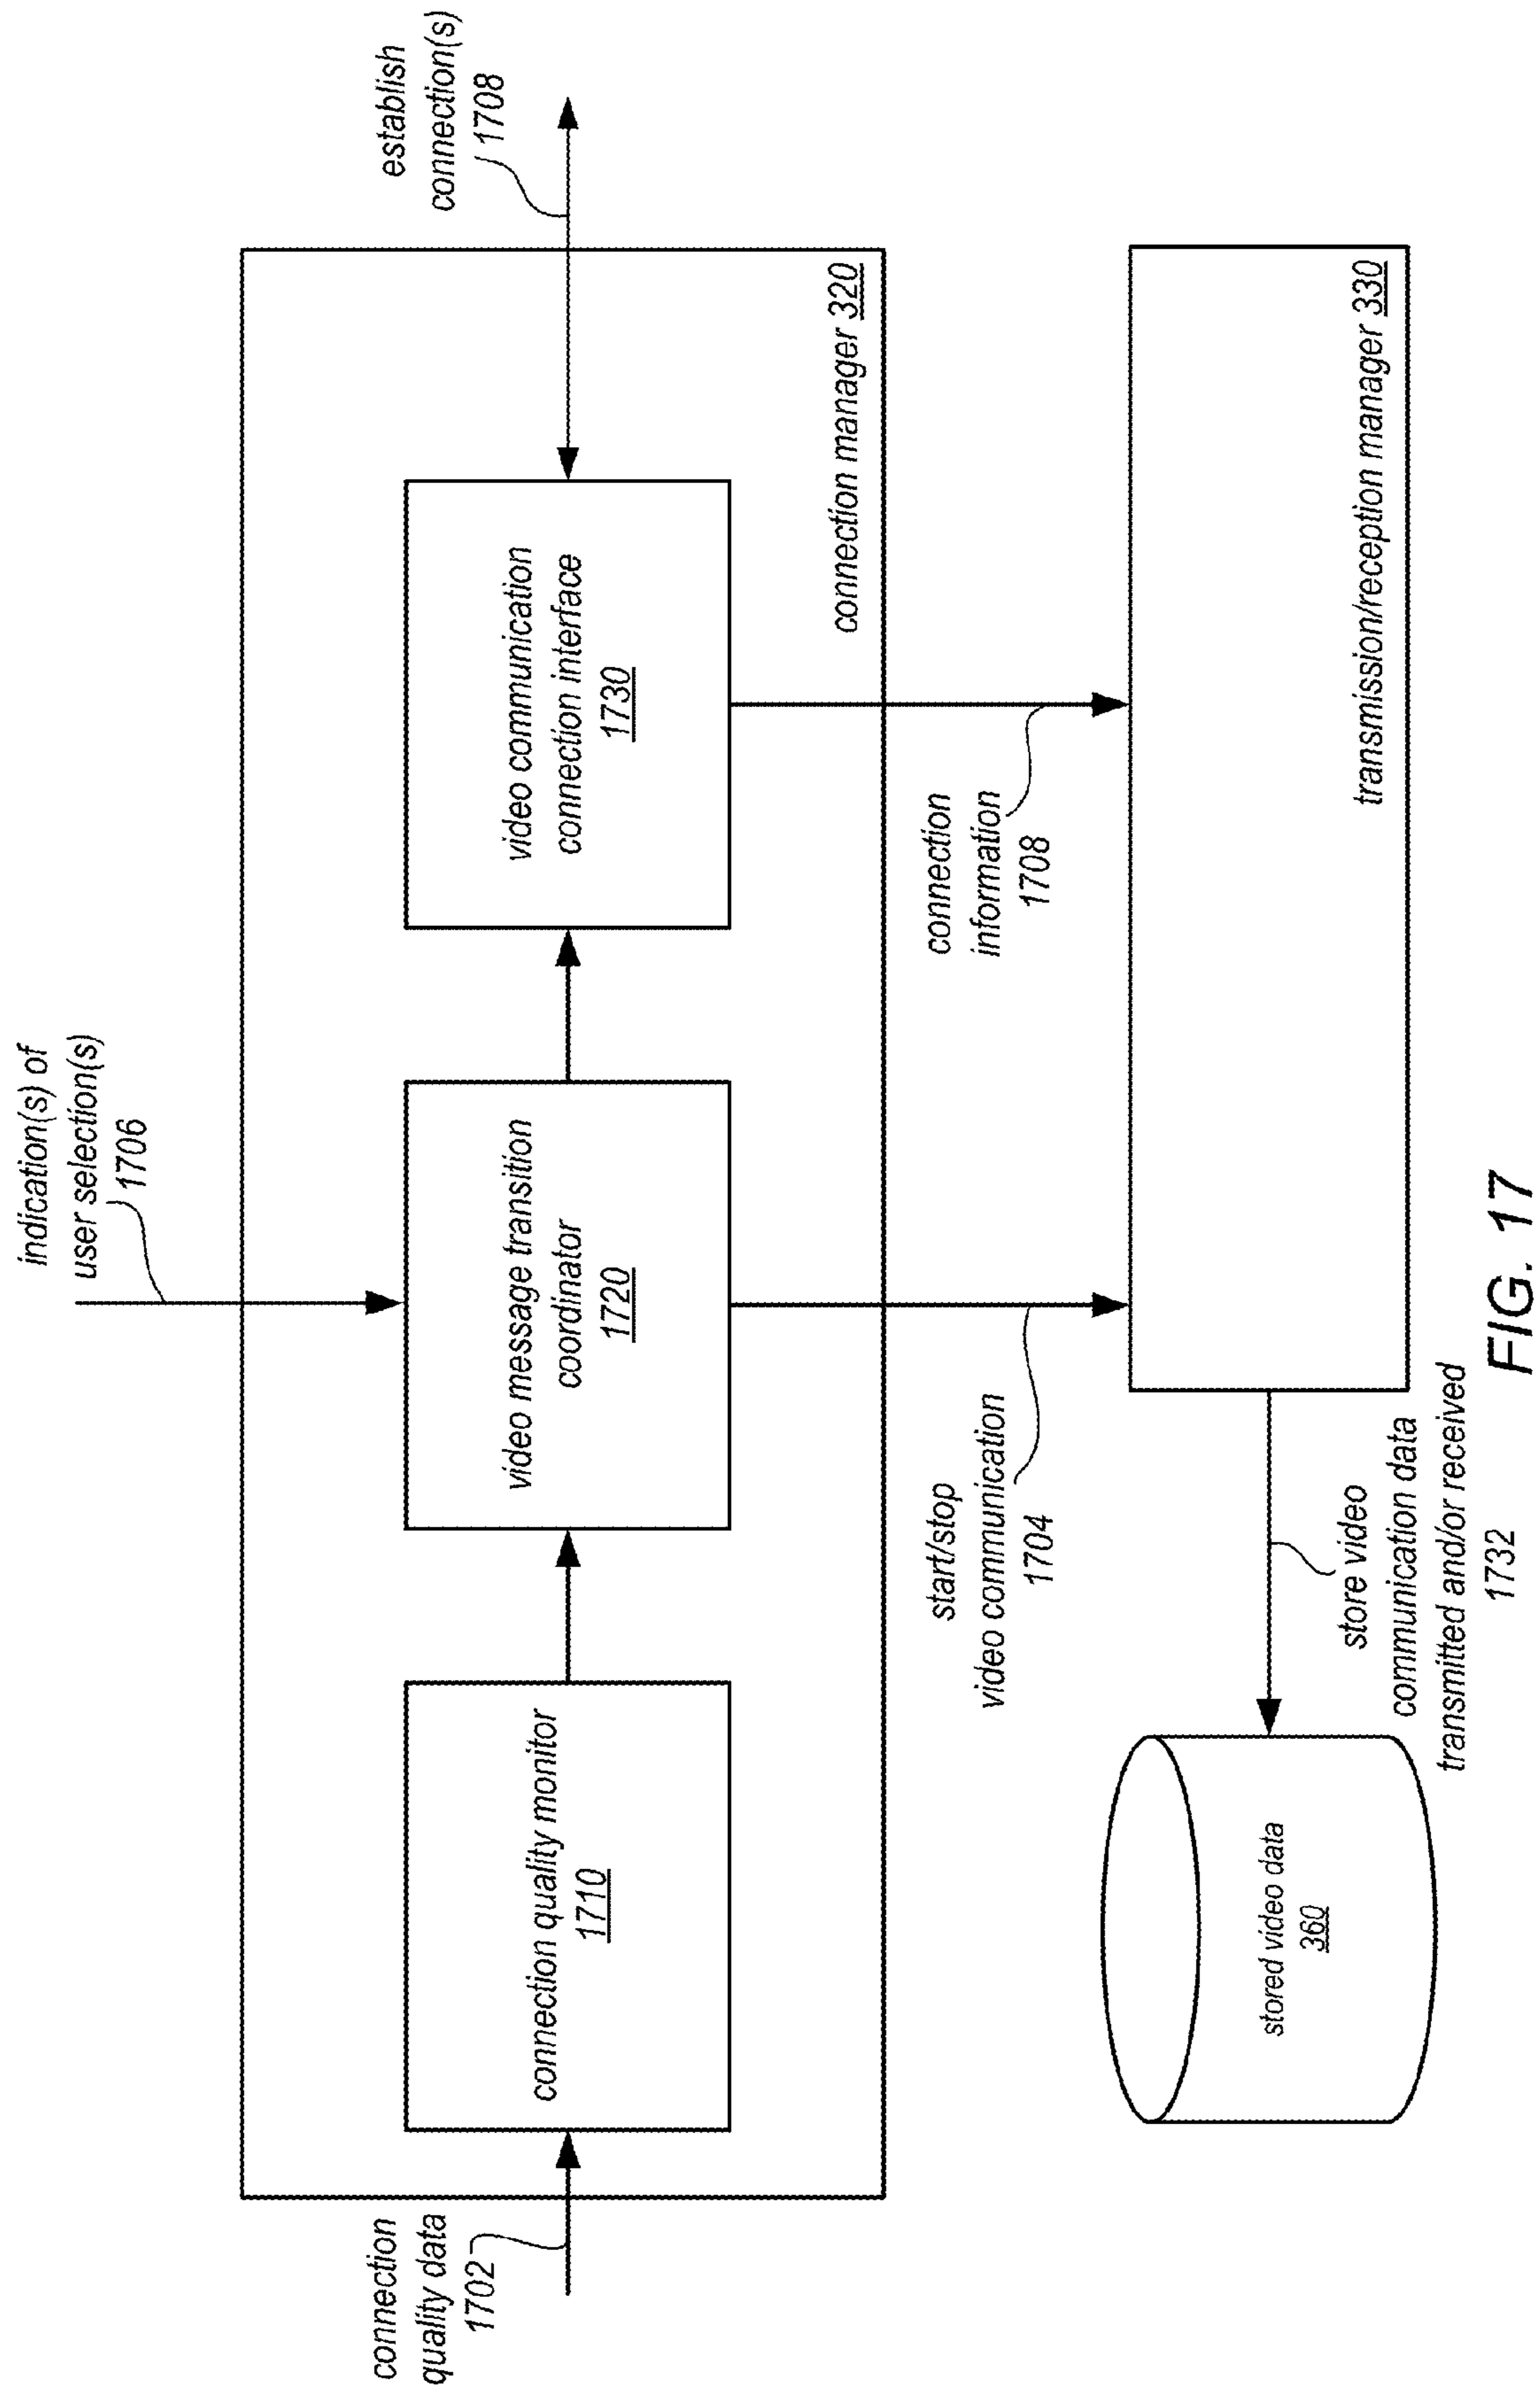 indication(s) of
user selection(s)
1706
connection
quality data
1702
connection quality monitor
1710
video message transition
coordinator
1720
video communication
connection interface
1730
establish
connection(s)
1708
connection manager 320
start/stop
video communication
1704
connection
information
1708
stored video data
360
store video
communication data
transmitted and/or received
1732
transmission/reception manager 330
FIG. 17